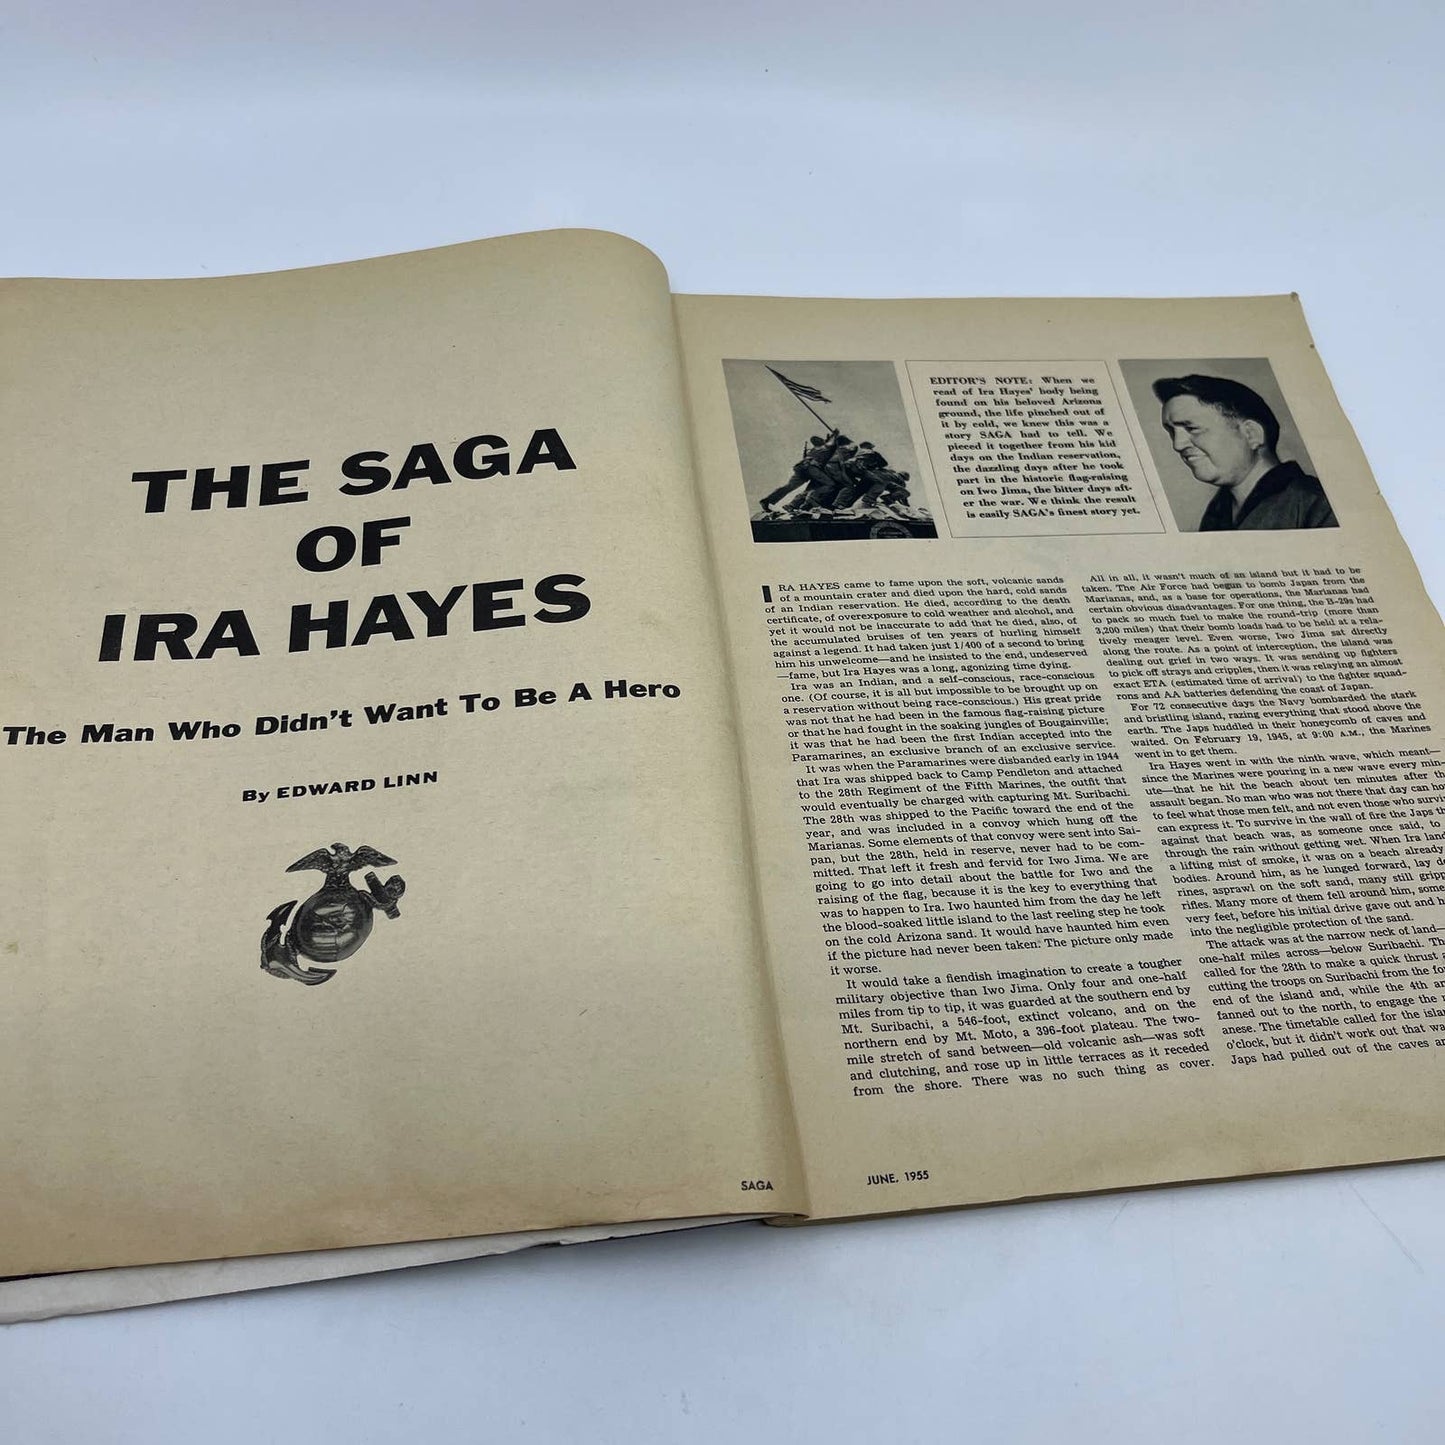 THE SAGA
OF
IRA HAYES
The Man Who Didn't Want To Be A Hero
By EDWARD LINN
SAGA
EDITOR'S NOTE: When we
read of Ira Hayes' body being
found on his beloved Arizona
ground, the life pinched out of
it by cold, we knew this was a
story SAGA had to tell. We
pieced it together from his kid
days on the Indian reservation,
the dazzling days after he took
part in the historic flag-raising
on Iwo Jima, the bitter days aft-
er the war. We think the result
is easily SAGA's finest story yet.
IRA HAYES came to fame upon the soft, volcanic sands
of a mountain crater and died upon the hard, cold sands
of an Indian reservation. He died, according to the death
certificate, of overexposure to cold weather and alcohol, and
yet it would not be inaccurate to add that he died, also, of
the accumulated bruises of ten years of hurling himself
against a legend. It had taken just 1/400 of a second to bring
him his unwelcome—and he insisted to the end, undeserved
—fame, but Ira Hayes was a long, agonizing time dying.
Ira was an Indian, and a self-conscious, race-conscious
one. (Of course, it is all but impossible to be brought up on
a reservation without being race-conscious.) His great pride
was not that he had been in the famous flag-raising picture
or that he had fought in the soaking jungles of Bougainville;
it was that he had been the first Indian accepted into the
Paramarines, an exclusive branch of an exclusive service.
It was when the Paramarines were disbanded early in 1944
that Ira was shipped back to Camp Pendleton and attached
to the 28th Regiment of the Fifth Marines, the outfit that
would eventually be charged with capturing Mt. Suribachi.
The 28th was shipped to the Pacific toward the end of the
year, and was included in a convoy which hung off the
Marianas. Some elements of that convoy were sent into Sai-
pan, but the 28th, held in reserve, never had to be com-
mitted. That left it fresh and fervid for Iwo Jima. We are
going to go into detail about the battle for Iwo and the
raising of the flag, because it is the key to everything that
was to happen to Ira. Iwo haunted him from the day he left
the blood-soaked little island to the last reeling step he took
on the cold Arizona sand. It would have haunted him even
if the picture had never been taken. The picture only made
it worse.
It would take a fiendish imagination to create a tougher
military objective than Iwo Jima. Only four and one-half
miles from tip to tip, it was guarded at the southern end by
Mt. Suribachi, a 546-foot, extinct volcano, and on the
northern end by Mt. Moto, a 396-foot plateau. The two-
mile stretch of sand between—old volcanic ash—was soft
and clutching, and rose up in little terraces as it receded
from the shore. There was no such thing as cover.
All in all, it wasn't much of an island but it had to be
taken. The Air Force had begun to bomb Japan from the
Marianas, and, as a base for operations, the Marianas had
certain obvious disadvantages. For one thing, the B-29s had
to pack so much fuel to make the round-trip (more than
3,200 miles) that their bomb loads had to be held at a rela-
tively meager level. Even worse, Iwo Jima sat directly
along the route. As a point of interception, the island was
dealing out grief in two ways. It was sending up fighters
to pick off strays and cripples, then it was relaying an almost
exact ETA (estimated time of arrival) to the fighter squad-
rons and AA batteries defending the coast of Japan.
For 72 consecutive days the Navy bombarded the stark
and bristling island, razing everything that stood above the
earth. The Japs huddled in their honeycomb of caves and
waited. On February 19, 1945, at 9:00 A.M., the Marines
went in to get them.
Ira Hayes went in with the ninth wave, which meant—
since the Marines were pouring in a new wave every min-
ute—that he hit the beach about ten minutes after the
assault began. No man who was not there that day can
to feel what those men felt, and not even those who
can express it. To survive in the wall of fire the Japs
against that beach was, as someone once said, to
through the rain without getting wet. When Ira
a lifting mist of smoke, it was on a beach already
bodies. Around him, as he lunged forward, lay
rines, asprawl on the soft sand, many still
rifles. Many more of them fell around him, some
very feet, before his initial drive gave out and
into the negligible protection of the sand.
The attack was at the narrow neck of land—
one-half miles across—below Suribachi.
called for the 28th to make a quick thrust
cutting the troops on Suribachi from the
end of the island and, while the 4th
fanned out to the north, to engage the
anese. The timetable called for the
o'clock, but it didn't work out that
Japs had pulled out of the caves
JUNE, 1955